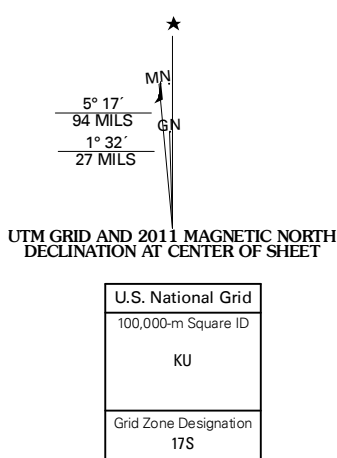 MN
5° 17´
94 MILS
GN
1° 32´
27 MILS
UTM GRID AND 2011 MAGNETIC NORTH
DECLINATION AT CENTER OF SHEET
U.S. National Grid
100,000-m Square ID
KU
Grid Zone Designation
17S